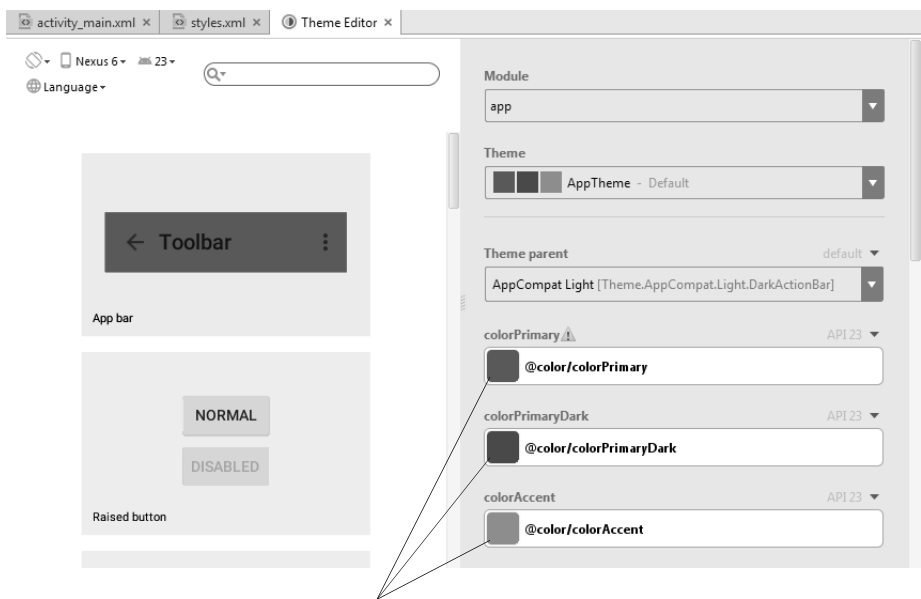 activity_main.xml × styles.xml × Theme Editor ×
Nexus 6 23
Language
App bar
Toolbar
NORMAL
DISABLED
Raised button
Module
app
Theme
AppTheme - Default
Theme parent default
AppCompat Light [Theme.AppCompat.Light.DarkActionBar]
colorPrimary API 23
@color/colorPrimary
colorPrimaryDark API 23
@color/colorPrimaryDark
colorAccent API 23
@color/colorAccent